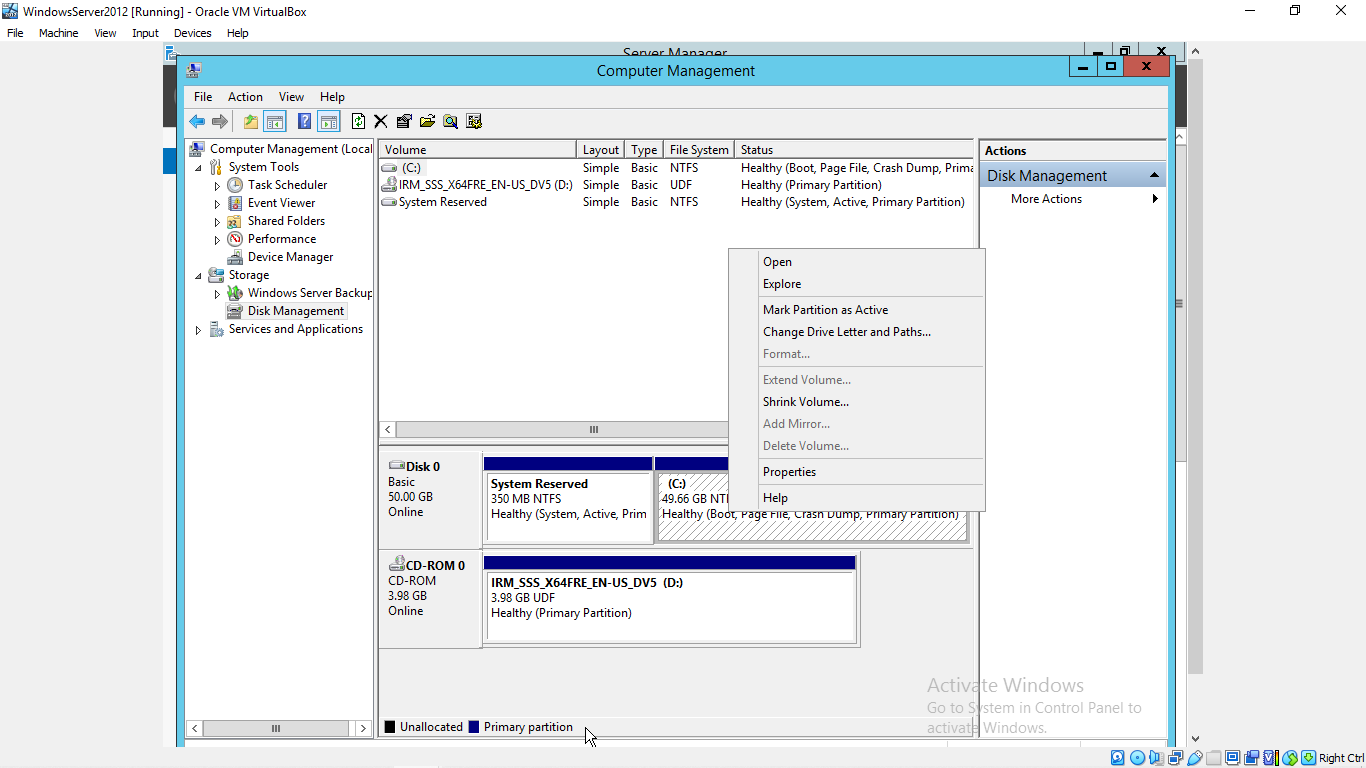 WindowsServer2012 [Running] - Oracle VM VirtualBox
File Machine View Input Devices Help
Server Manager
Computer Management
File Action View Help
Computer Management (Local
System Tools
Task Scheduler
Event Viewer
Shared Folders
Performance
Device Manager
Storage
Windows Server Backup
Disk Management
Services and Applications
Volume Layout Type File System Status
(C:) Simple Basic NTFS Healthy (Boot, Page File, Crash Dump, Prima
IRM_SSS_X64FRE_EN-US_DV5 (D:) Simple Basic UDF Healthy (Primary Partition)
System Reserved Simple Basic NTFS Healthy (System, Active, Primary Partition)
Actions
Disk Management
More Actions
Open
Explore
Mark Partition as Active
Change Drive Letter and Paths...
Format...
Extend Volume...
Shrink Volume...
Add Mirror...
Delete Volume...
Properties
Help
Disk 0
Basic
50.00 GB
Online
System Reserved
350 MB NTFS
Healthy (System, Active, Prim
(C:)
49.66 GB NTF
Healthy (Boot, Page File, Crash Dump, Primary Partition)
CD-ROM 0
CD-ROM
3.98 GB
Online
IRM_SSS_X64FRE_EN-US_DV5 (D:)
3.98 GB UDF
Healthy (Primary Partition)
Unallocated Primary partition
Activate Windows
Go to System in Control Panel to
activate Windows.
Right Ctrl